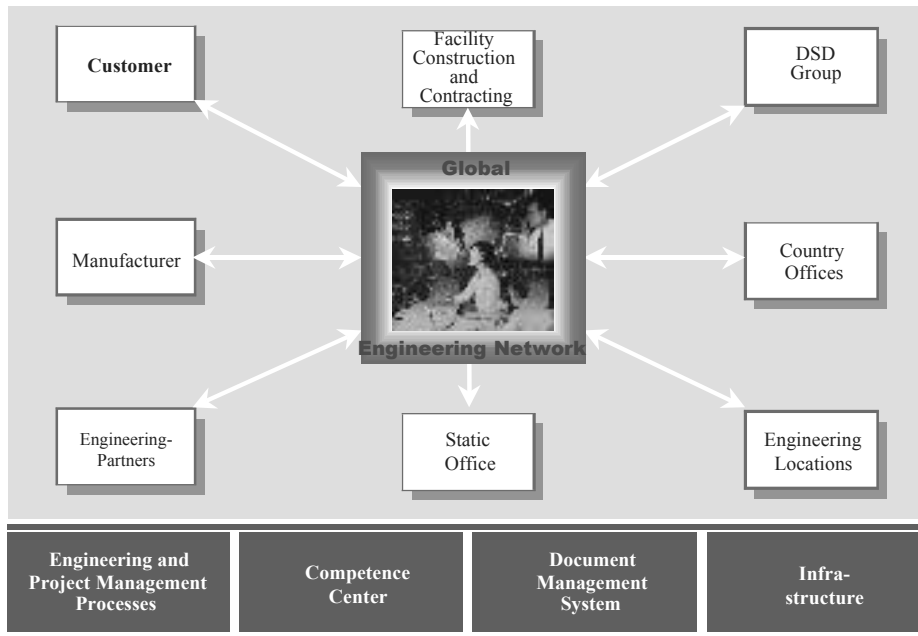 Customer
Facility
Construction
and
Contracting
DSD
Group
Global
Engineering Network
Manufacturer
Country
Offices
Engineering-
Partners
Static
Office
Engineering
Locations
Engineering and
Project Management
Processes
Competence
Center
Document
Management
System
Infra-
structure